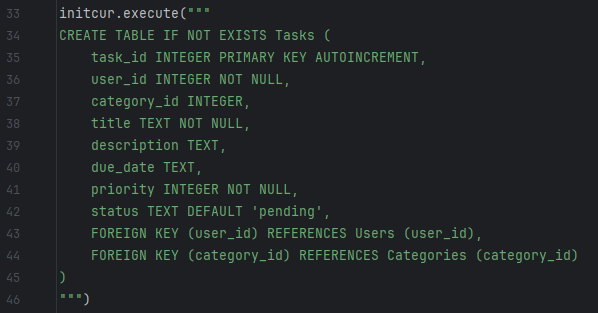 33 initcur.execute("""
34 CREATE TABLE IF NOT EXISTS Tasks (
35     task_id INTEGER PRIMARY KEY AUTOINCREMENT,
36     user_id INTEGER NOT NULL,
37     category_id INTEGER,
38     title TEXT NOT NULL,
39     description TEXT,
40     due_date TEXT,
41     priority INTEGER NOT NULL,
42     status TEXT DEFAULT 'pending',
43     FOREIGN KEY (user_id) REFERENCES Users (user_id),
44     FOREIGN KEY (category_id) REFERENCES Categories (category_id)
45 )
46 """)